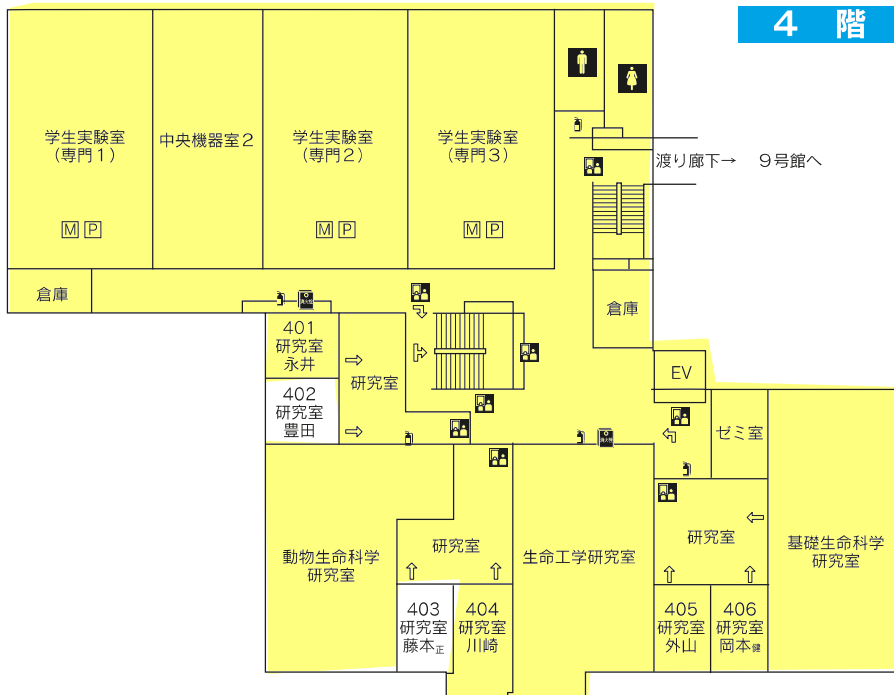 4 階
学生実験室
(専門1)
中央機器室2
学生実験室
(専門2)
学生実験室
(専門3)
渡り廊下→ 9号館へ
M P
M P
M P
倉庫
倉庫
401
研究室
永井
402
研究室
豊田
研究室
EV
ゼミ室
動物生命科学
研究室
研究室
生命工学研究室
研究室
基礎生命科学
研究室
403
研究室
藤本正
404
研究室
川崎
405
研究室
外山
406
研究室
岡本健